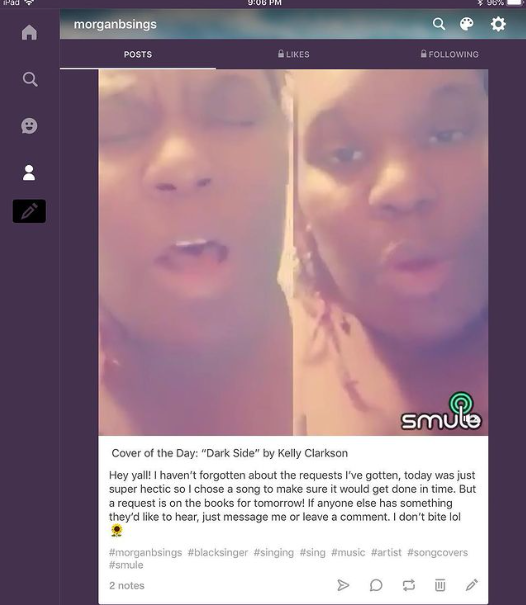 iPad
9:06 PM
96%
morganbsings
POSTS
LIKES
FOLLOWING
smule
Cover of the Day: “Dark Side” by Kelly Clarkson
Hey yall! I haven’t forgotten about the requests I’ve gotten, today was just
super hectic so I chose a song to make sure it would get done in time. But
a request is on the books for tomorrow! If anyone else has something
they’d like to hear, just message me or leave a comment. I don’t bite lol
🌻
#morganbsings #blacksinger #singing #sing #music #artist #songcovers
#smule
2 notes